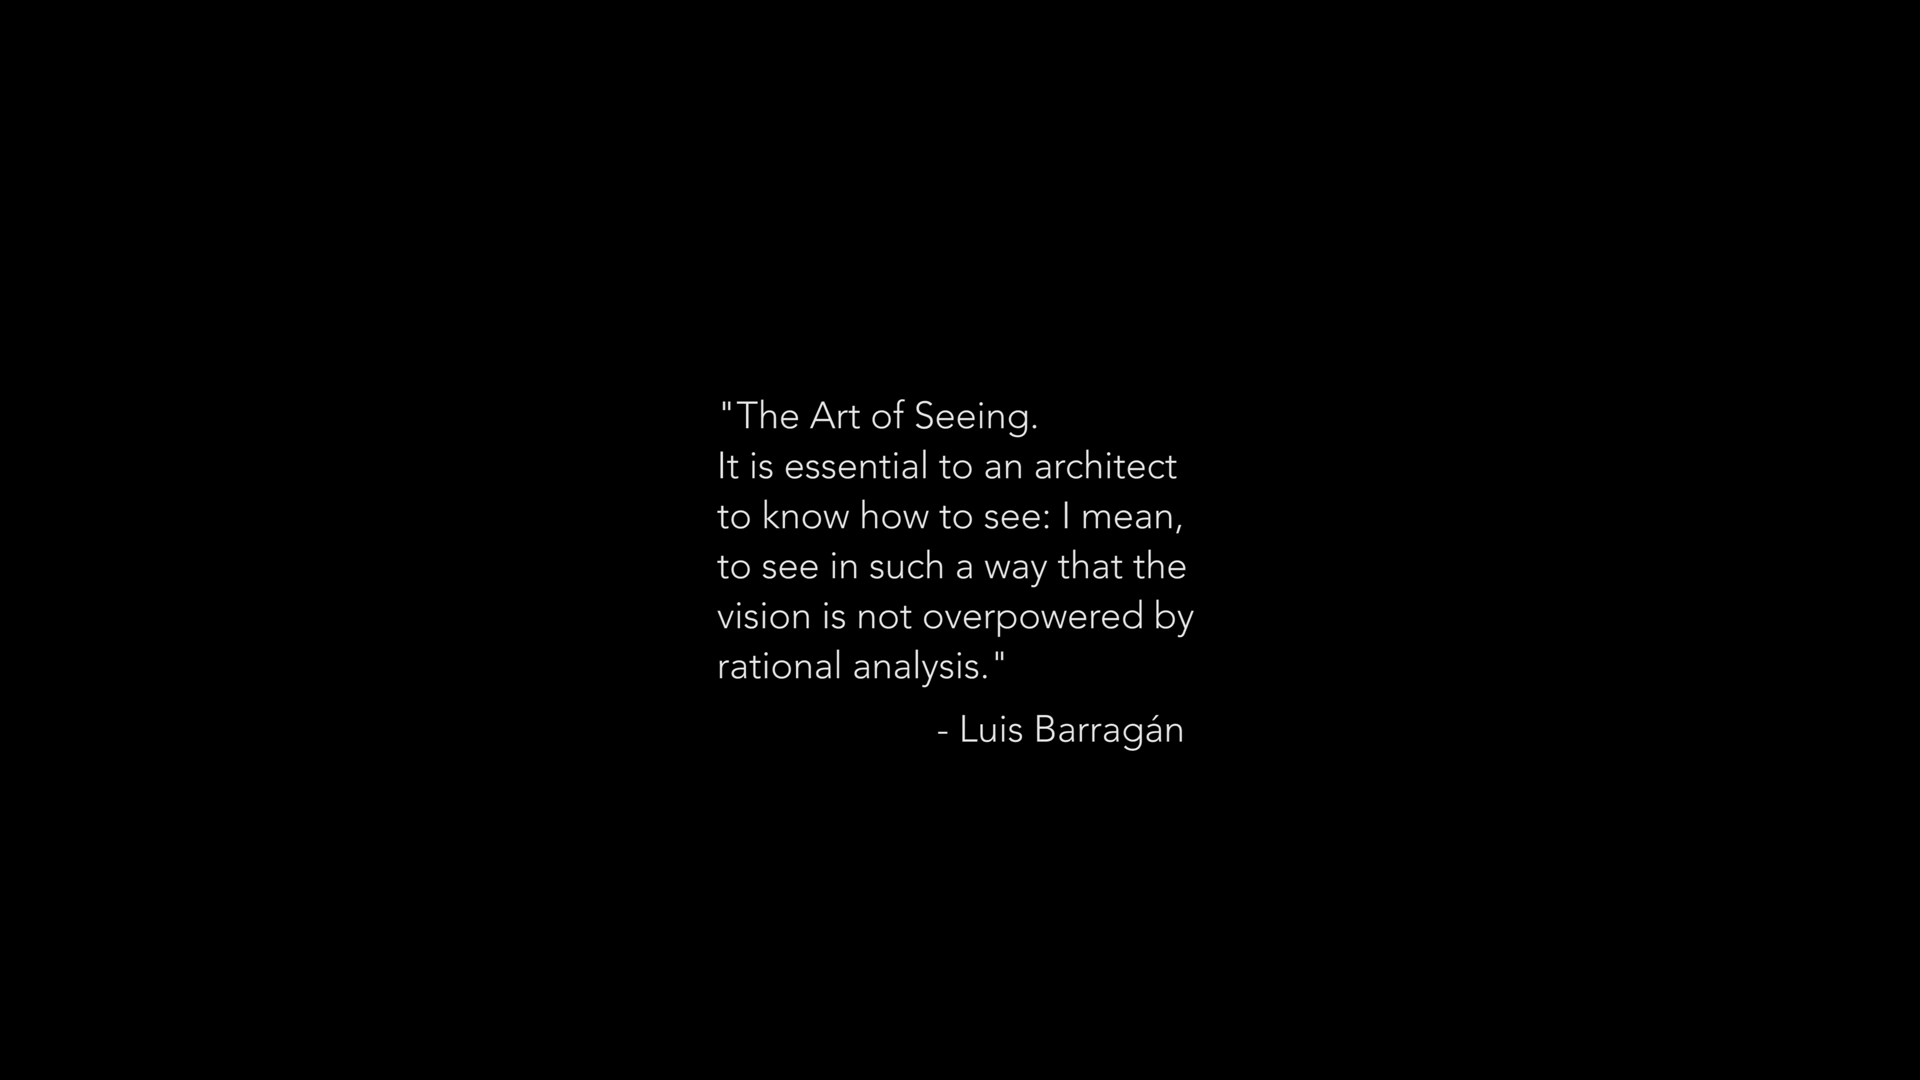 "The Art of Seeing.
It is essential to an architect
to know how to see: I mean,
to see in such a way that the
vision is not overpowered by
rational analysis."
- Luis Barragán